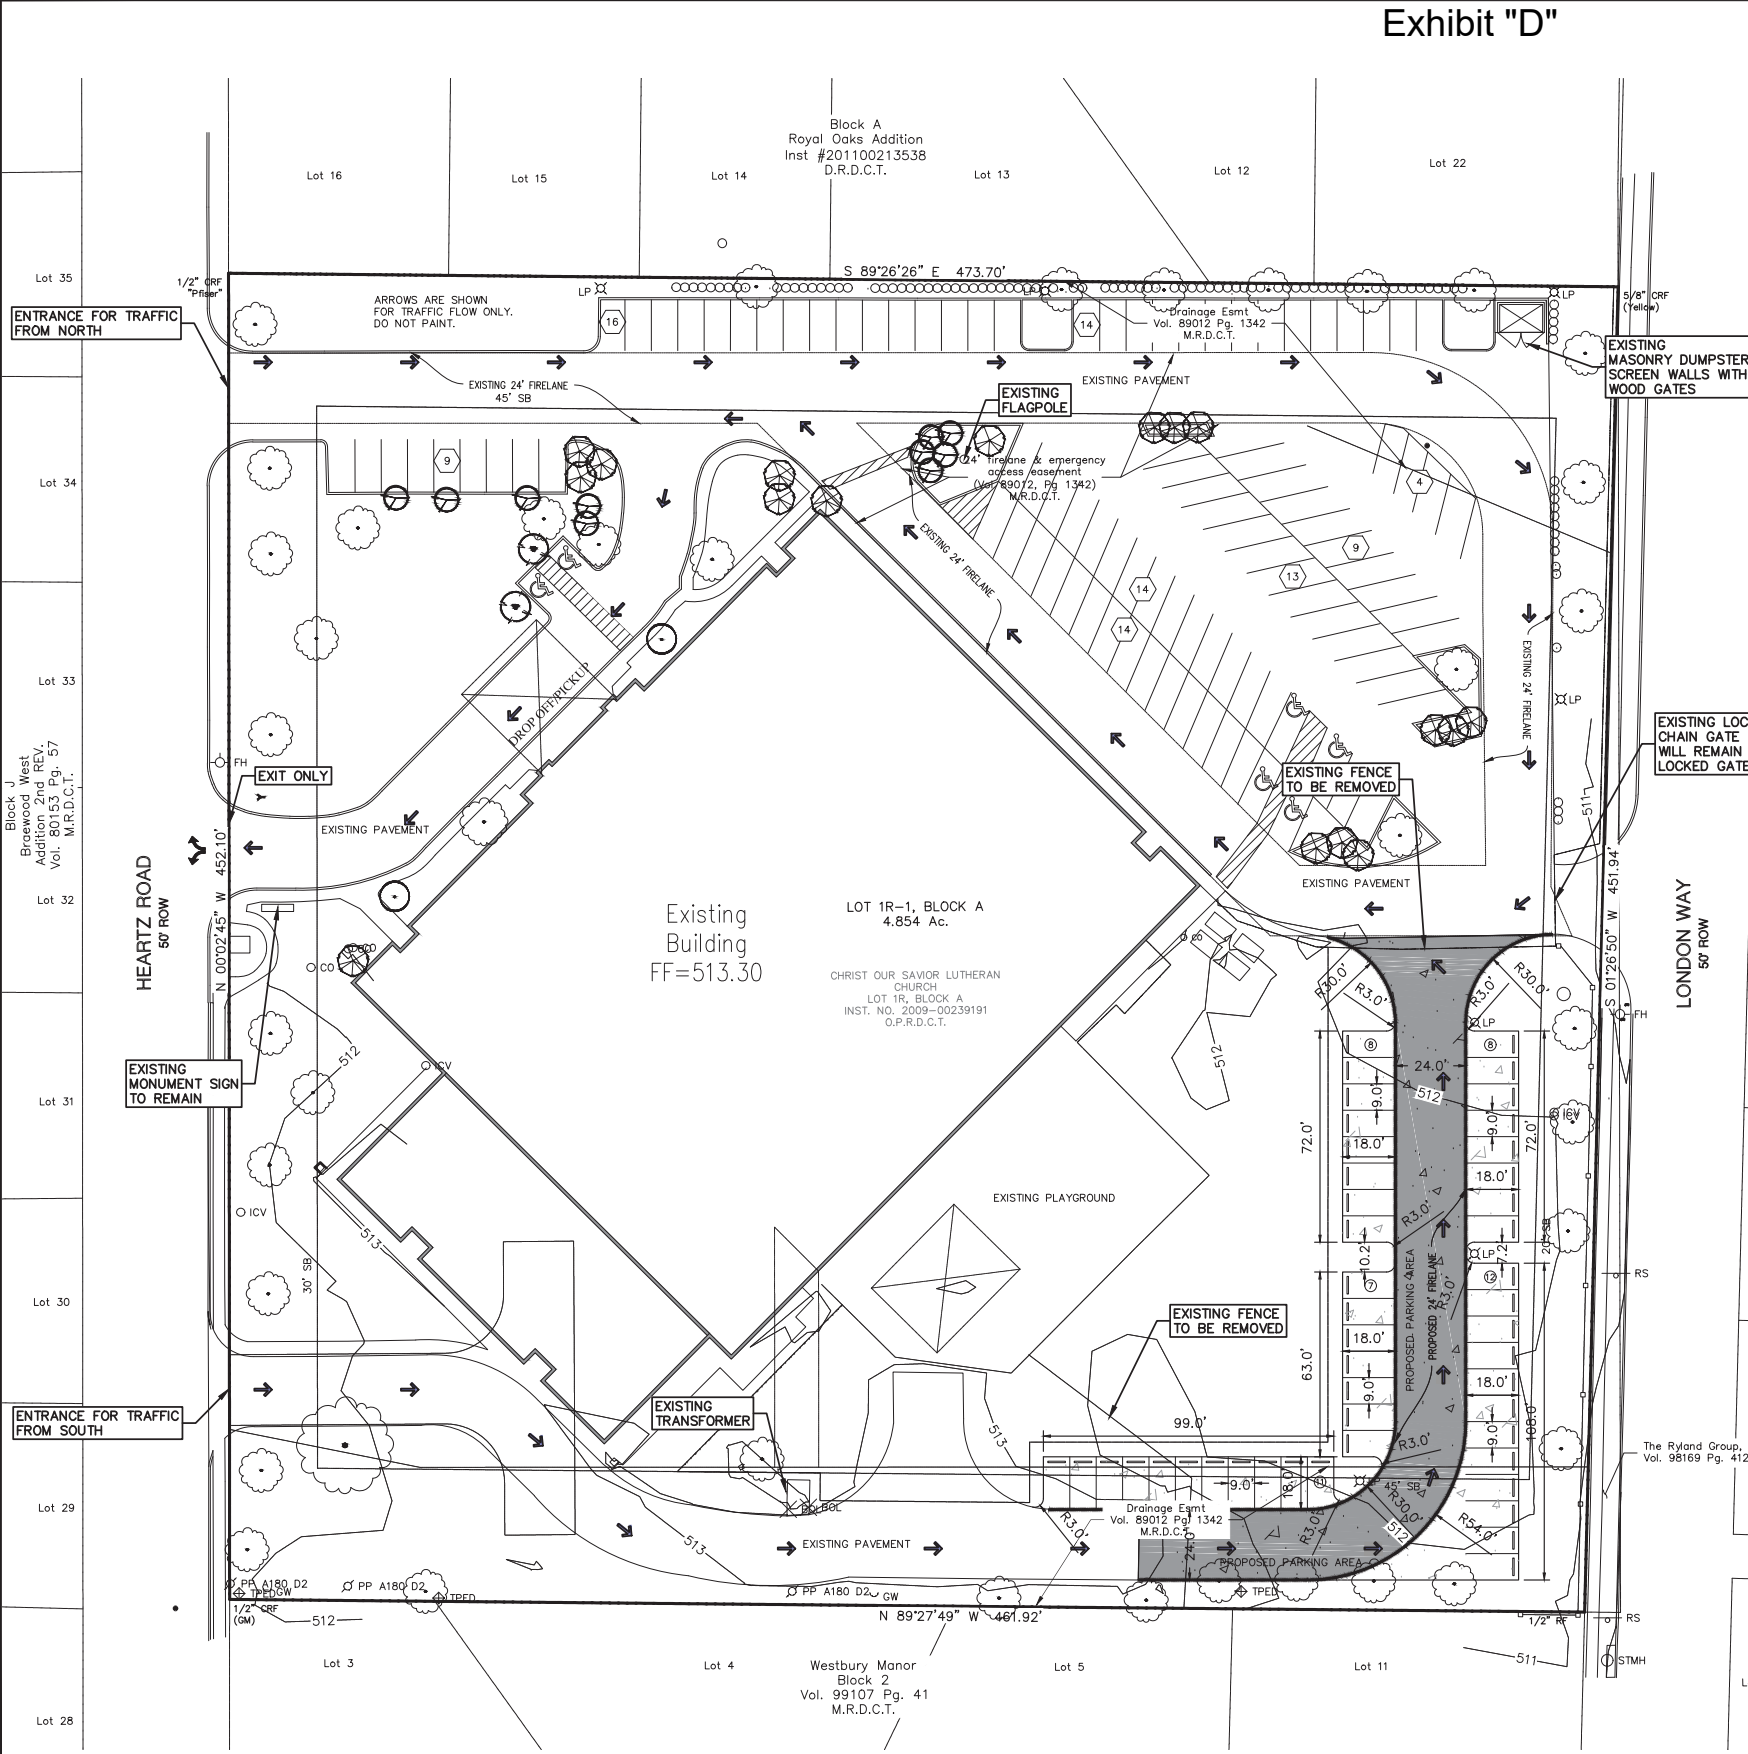 Exhibit "D"
Block A
Royal Oaks Addition
Inst #201100213538
D.R.D.C.T.
Lot 16
Lot 15
Lot 14
Lot 13
Lot 12
Lot 22
Lot 35
1/2" CRF
"Pfiser"
S 89°26'26" E 473.70'
LP
LP
LP
5/8" CRF
(Yellow)
ENTRANCE FOR TRAFFIC
FROM NORTH
ARROWS ARE SHOWN
FOR TRAFFIC FLOW ONLY.
DO NOT PAINT.
16
14
Drainage Esmt
Vol. 89012 Pg. 1342
M.R.D.C.T.
EXISTING
MASONRY DUMPSTER
SCREEN WALLS WITH
WOOD GATES
EXISTING 24' FIRELANE
45' SB
EXISTING PAVEMENT
EXISTING
FLAGPOLE
9
24' firelane & emergency
access easement
(Vol 89012, Pg 1342)
M.R.D.C.T.
4
Lot 34
EXISTING 24' FIRELANE
9
13
14
14
EXISTING 24' FIRELANE
Lot 33
DROP OFF/PICKUP
LP
EXISTING LOC
CHAIN GATE
WILL REMAIN
LOCKED GATE
Block J
Braewood West
Addition 2nd REV.
Vol. 80153 Pg. 57
M.R.D.C.T.
FH
EXIT ONLY
EXISTING FENCE
TO BE REMOVED
511
EXISTING PAVEMENT
HEARTZ ROAD
50' ROW
N 00°02'45" W 452.10'
EXISTING PAVEMENT
S 01°26'50" W 451.94'
LONDON WAY
50' ROW
Lot 32
Existing
Building
FF=513.30
LOT 1R-1, BLOCK A
4.854 Ac.
CHRIST OUR SAVIOR LUTHERAN
CHURCH
LOT 1R, BLOCK A
INST. NO. 2009-00239191
O.P.R.D.C.T.
CO
CO
CO
R30.0'
R3.0'
R3.0'
R30.0'
LP
FH
512
ICV
512
8
8
24.0'
512
9.0'
9.0'
ICV
EXISTING
MONUMENT SIGN
TO REMAIN
Lot 31
72.0'
18.0'
72.0'
18.0'
EXISTING PLAYGROUND
ICV
513
R3.0'
10.2'
LP
7.2'
20' SB
7
12
RS
30' SB
Lot 30
PROPOSED PARKING AREA
PROPOSED 24' FIRELANE
R3.0'
EXISTING FENCE
TO BE REMOVED
18.0'
63.0'
9.0'
18.0'
108.0'
9.0'
ENTRANCE FOR TRAFFIC
FROM SOUTH
EXISTING
TRANSFORMER
99.0'
513
R3.0'
The Ryland Group,
Vol. 98169 Pg. 412
9.0'
18.0'
45' SB
Lot 29
BOL
BOL
Drainage Esmt
Vol. 89012 Pg. 1342
M.R.D.C.T.
R3.0'
24.0'
R3.0'
R30.0'
512
R54.0'
EXISTING PAVEMENT
513
PROPOSED PARKING AREA
PP A180 D2
TPED
GW
PP A180 D2
TPED
PP A180 D2
GW
TPED
1/2" CRF
(GM)
512
N 89°27'49" W 461.92'
1/2" RF
RS
Lot 3
Lot 4
Westbury Manor
Block 2
Vol. 99107 Pg. 41
M.R.D.C.T.
Lot 5
Lot 11
511
STMH
Lot 28